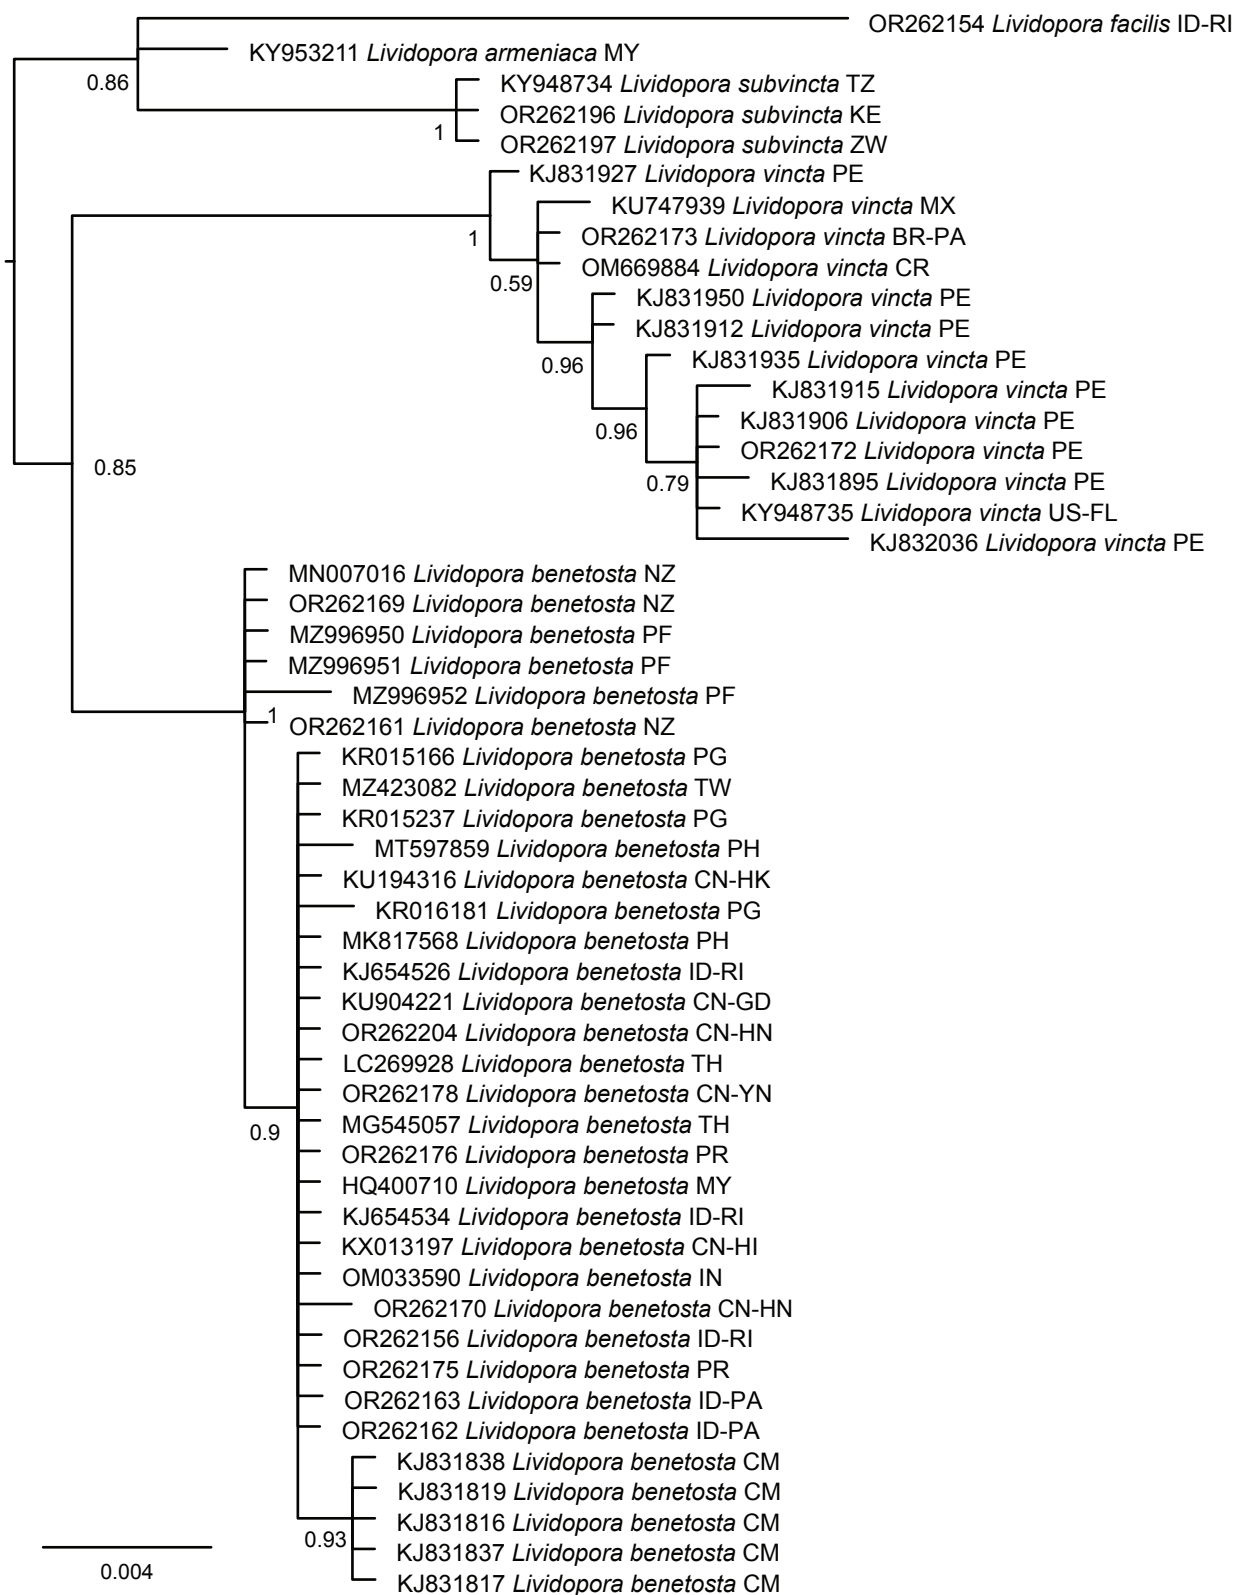 OR262154 Lividopora facilis ID-RI
KY953211 Lividopora armeniaca MY
0.86
KY948734 Lividopora subvincta TZ
OR262196 Lividopora subvincta KE
1
OR262197 Lividopora subvincta ZW
KJ831927 Lividopora vincta PE
KU747939 Lividopora vincta MX
1
OR262173 Lividopora vincta BR-PA
OM669884 Lividopora vincta CR
0.59
KJ831950 Lividopora vincta PE
KJ831912 Lividopora vincta PE
0.96
KJ831935 Lividopora vincta PE
KJ831915 Lividopora vincta PE
KJ831906 Lividopora vincta PE
0.96
OR262172 Lividopora vincta PE
0.85
KJ831895 Lividopora vincta PE
0.79
KY948735 Lividopora vincta US-FL
KJ832036 Lividopora vincta PE
MN007016 Lividopora benetosta NZ
OR262169 Lividopora benetosta NZ
MZ996950 Lividopora benetosta PF
MZ996951 Lividopora benetosta PF
MZ996952 Lividopora benetosta PF
1
OR262161 Lividopora benetosta NZ
KR015166 Lividopora benetosta PG
MZ423082 Lividopora benetosta TW
KR015237 Lividopora benetosta PG
MT597859 Lividopora benetosta PH
KU194316 Lividopora benetosta CN-HK
KR016181 Lividopora benetosta PG
MK817568 Lividopora benetosta PH
KJ654526 Lividopora benetosta ID-RI
KU904221 Lividopora benetosta CN-GD
OR262204 Lividopora benetosta CN-HN
LC269928 Lividopora benetosta TH
OR262178 Lividopora benetosta CN-YN
MG545057 Lividopora benetosta TH
0.9
OR262176 Lividopora benetosta PR
HQ400710 Lividopora benetosta MY
KJ654534 Lividopora benetosta ID-RI
KX013197 Lividopora benetosta CN-HI
OM033590 Lividopora benetosta IN
OR262170 Lividopora benetosta CN-HN
OR262156 Lividopora benetosta ID-RI
OR262175 Lividopora benetosta PR
OR262163 Lividopora benetosta ID-PA
OR262162 Lividopora benetosta ID-PA
KJ831838 Lividopora benetosta CM
KJ831819 Lividopora benetosta CM
KJ831816 Lividopora benetosta CM
0.93
KJ831837 Lividopora benetosta CM
0.004
KJ831817 Lividopora benetosta CM